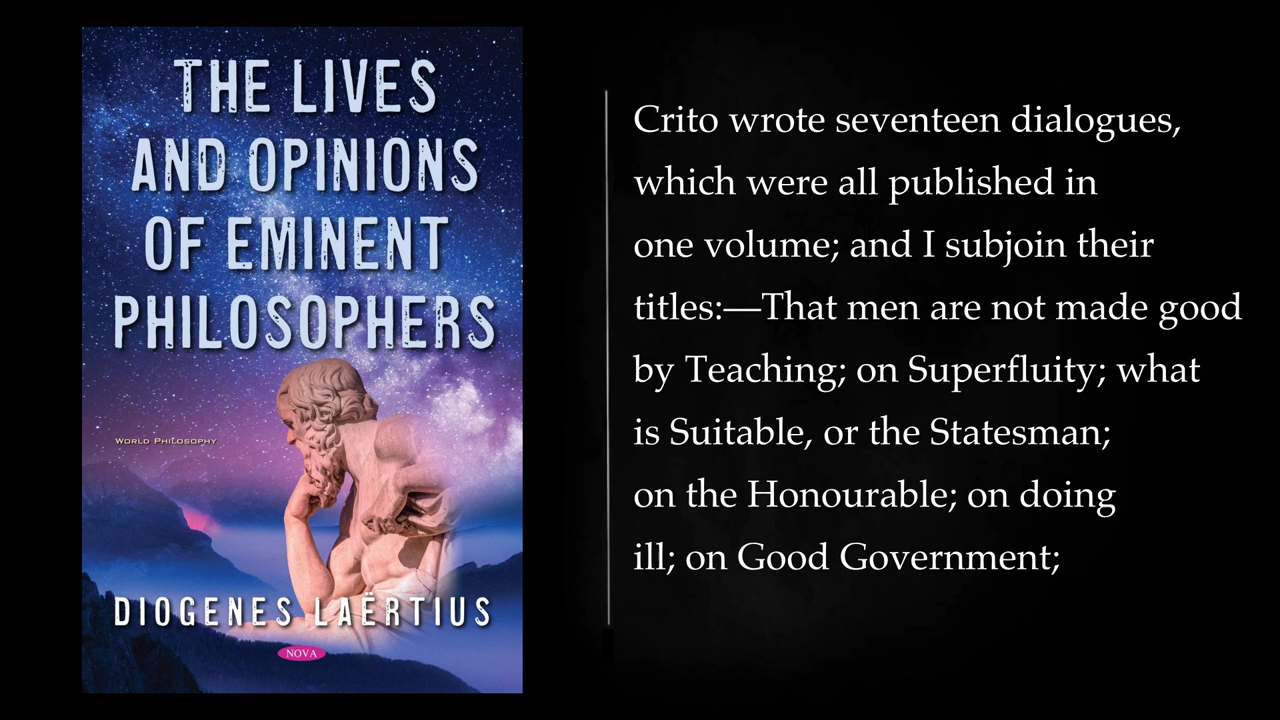 THE LIVES
AND OPINIONS
OF EMINENT
PHILOSOPHERS
WORLD PHILOSOPHY
DIOGENES LAËRTIUS
NOVA
Crito wrote seventeen dialogues,
which were all published in
one volume; and I subjoin their
titles:—That men are not made good
by Teaching; on Superfluity; what
is Suitable, or the Statesman;
on the Honourable; on doing
ill; on Good Government;